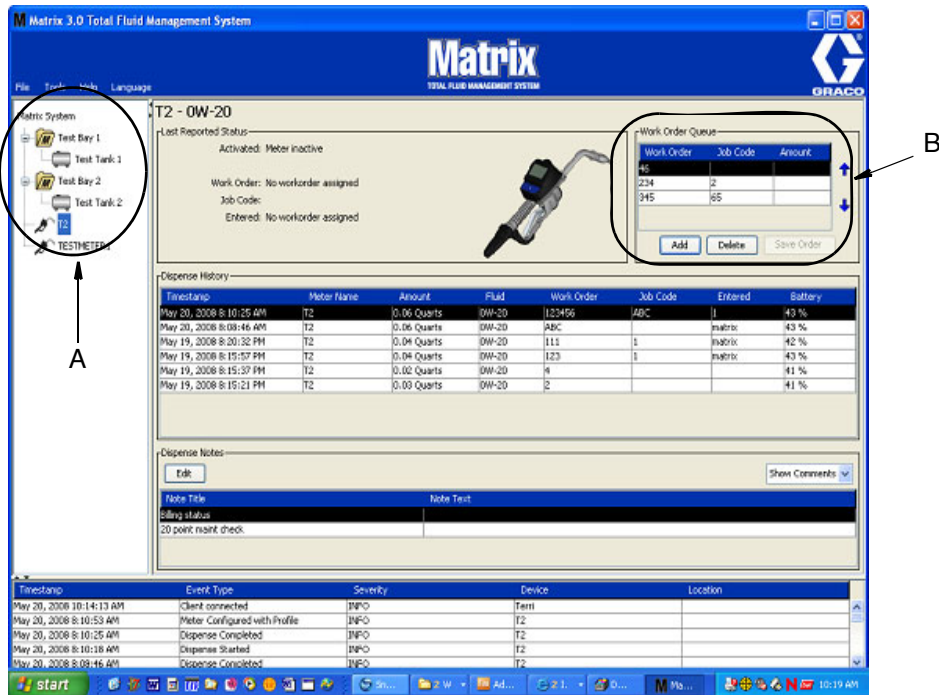 Matrix 3.0 Total Fluid Management System
Matrix
TOTAL FLUID MANAGEMENT SYSTEM
GRACO
File Tools Help Language
Matrix System
Test Bay 1
Test Tank 1
Test Bay 2
Test Tank 2
T2
TESTMETER
A
T2 - 0W-20
Last Reported Status
Activated: Meter inactive
Work Order: No workorder assigned
Job Code:
Entered: No workorder assigned
Work Order Queue
Work Order Job Code Amount
46
234 2
345 65
Add Delete Save Order
B
Dispense History
Timestamp Meter Name Amount Fluid Work Order Job Code Entered Battery
May 20, 2008 8:10:25 AM T2 0.06 Quarts 0W-20 123456 ABC 1 43 %
May 20, 2008 8:08:46 AM T2 0.06 Quarts 0W-20 ABC matrix 43 %
May 19, 2008 8:20:32 PM T2 0.04 Quarts 0W-20 111 1 matrix 42 %
May 19, 2008 8:15:57 PM T2 0.04 Quarts 0W-20 123 1 matrix 43 %
May 19, 2008 8:15:37 PM T2 0.02 Quarts 0W-20 4 41 %
May 19, 2008 8:15:21 PM T2 0.03 Quarts 0W-20 2 41 %
Dispense Notes
Edit
Show Comments
Note Title Note Text
Billing status
20 point maint check
Timestamp Event Type Severity Device Location
May 20, 2008 10:14:13 AM Client connected INFO Terri
May 20, 2008 8:10:53 AM Meter Configured with Profile INFO T2
May 20, 2008 8:10:25 AM Dispense Completed INFO T2
May 20, 2008 8:10:18 AM Dispense Started INFO T2
May 20, 2008 8:08:46 AM Dispense Completed INFO T2
start Sn... 2 W Ad... 2 I. O... Ma... 10:19 AM